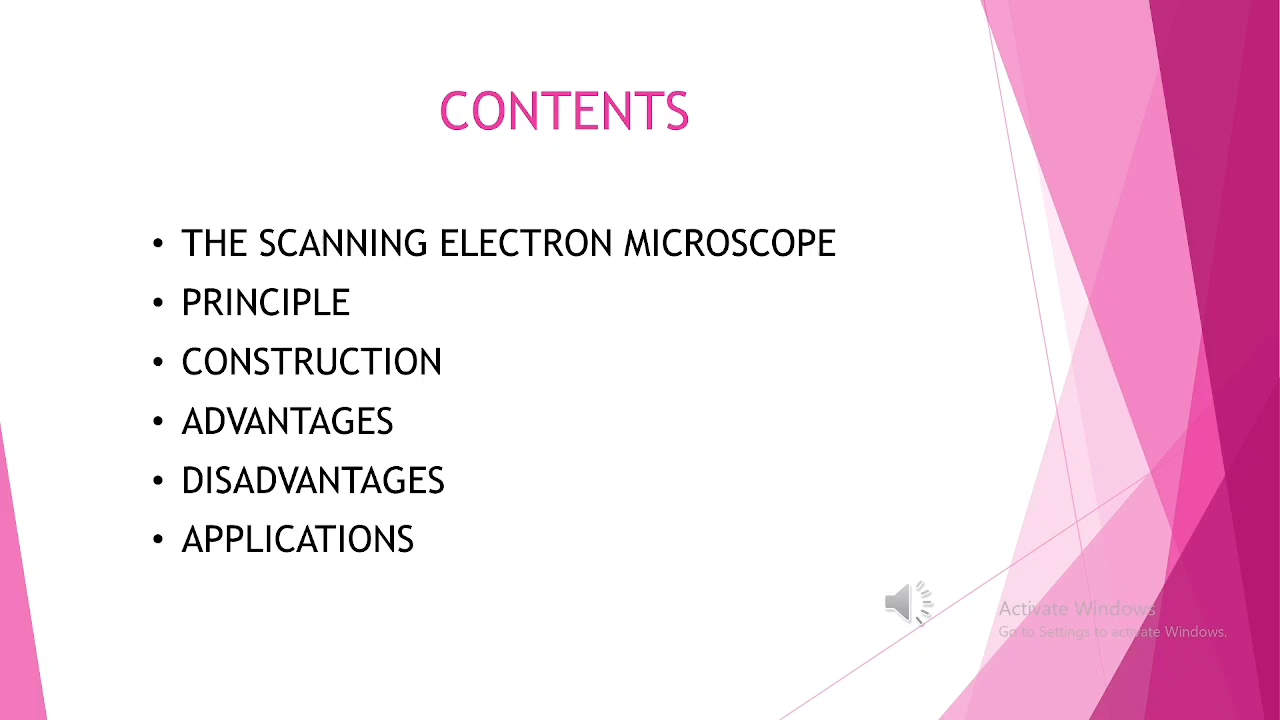 CONTENTS
• THE SCANNING ELECTRON MICROSCOPE
• PRINCIPLE
• CONSTRUCTION
• ADVANTAGES
• DISADVANTAGES
• APPLICATIONS
Activate Windows
Go to Settings to activate Windows.